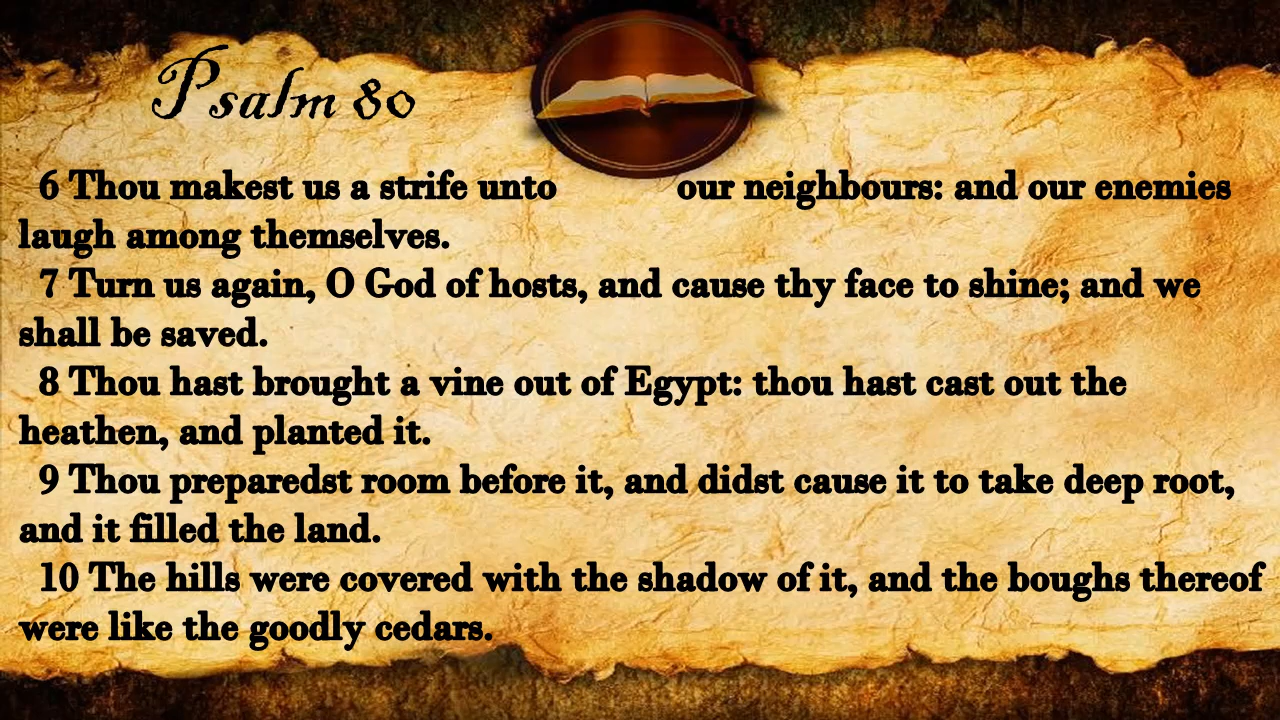 Psalm 80
6 Thou makest us a strife unto our neighbours: and our enemies
laugh among themselves.
7 Turn us again, O God of hosts, and cause thy face to shine; and we
shall be saved.
8 Thou hast brought a vine out of Egypt: thou hast cast out the
heathen, and planted it.
9 Thou preparedst room before it, and didst cause it to take deep root,
and it filled the land.
10 The hills were covered with the shadow of it, and the boughs thereof
were like the goodly cedars.